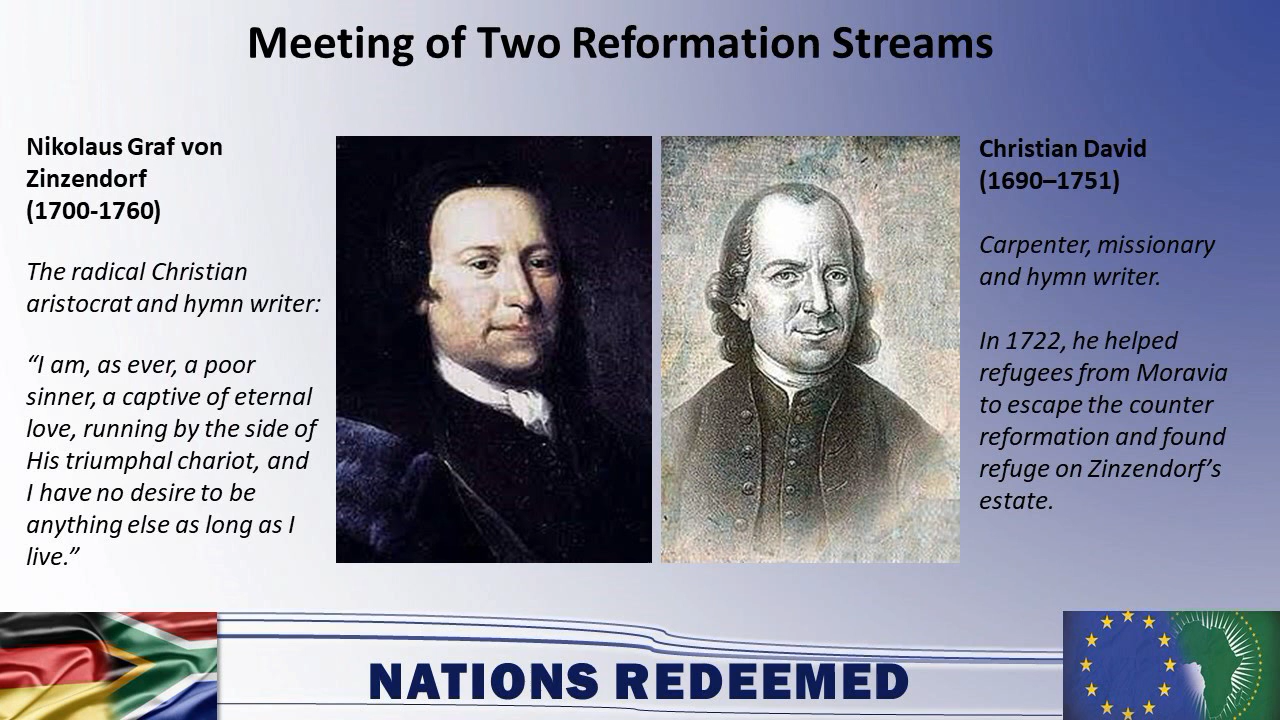 Meeting of Two Reformation Streams
Nikolaus Graf von
Zinzendorf
(1700-1760)
The radical Christian
aristocrat and hymn writer:
“I am, as ever, a poor
sinner, a captive of eternal
love, running by the side of
His triumphal chariot, and
I have no desire to be
anything else as long as I
live.”
Christian David
(1690–1751)
Carpenter, missionary
and hymn writer.
In 1722, he helped
refugees from Moravia
to escape the counter
reformation and found
refuge on Zinzendorf’s
estate.
NATIONS REDEEMED